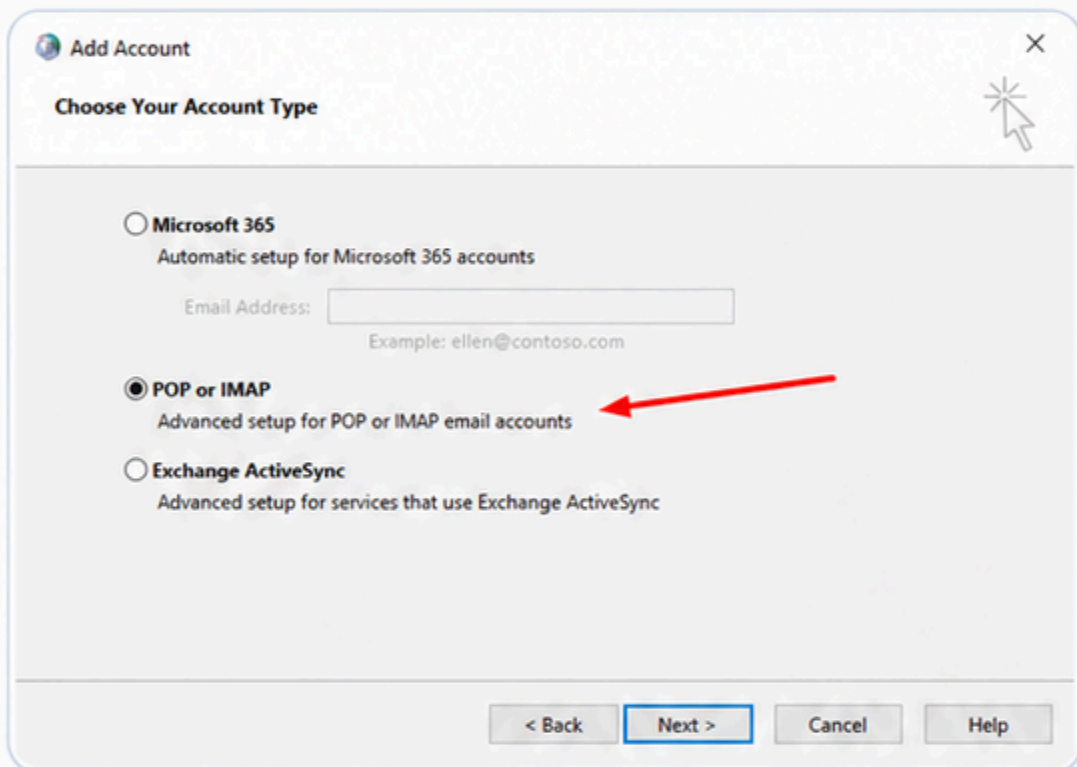 Add Account
Choose Your Account Type
Microsoft 365
Automatic setup for Microsoft 365 accounts
Email Address:
Example: ellen@contoso.com
POP or IMAP
Advanced setup for POP or IMAP email accounts
Exchange ActiveSync
Advanced setup for services that use Exchange ActiveSync
< Back Next > Cancel Help